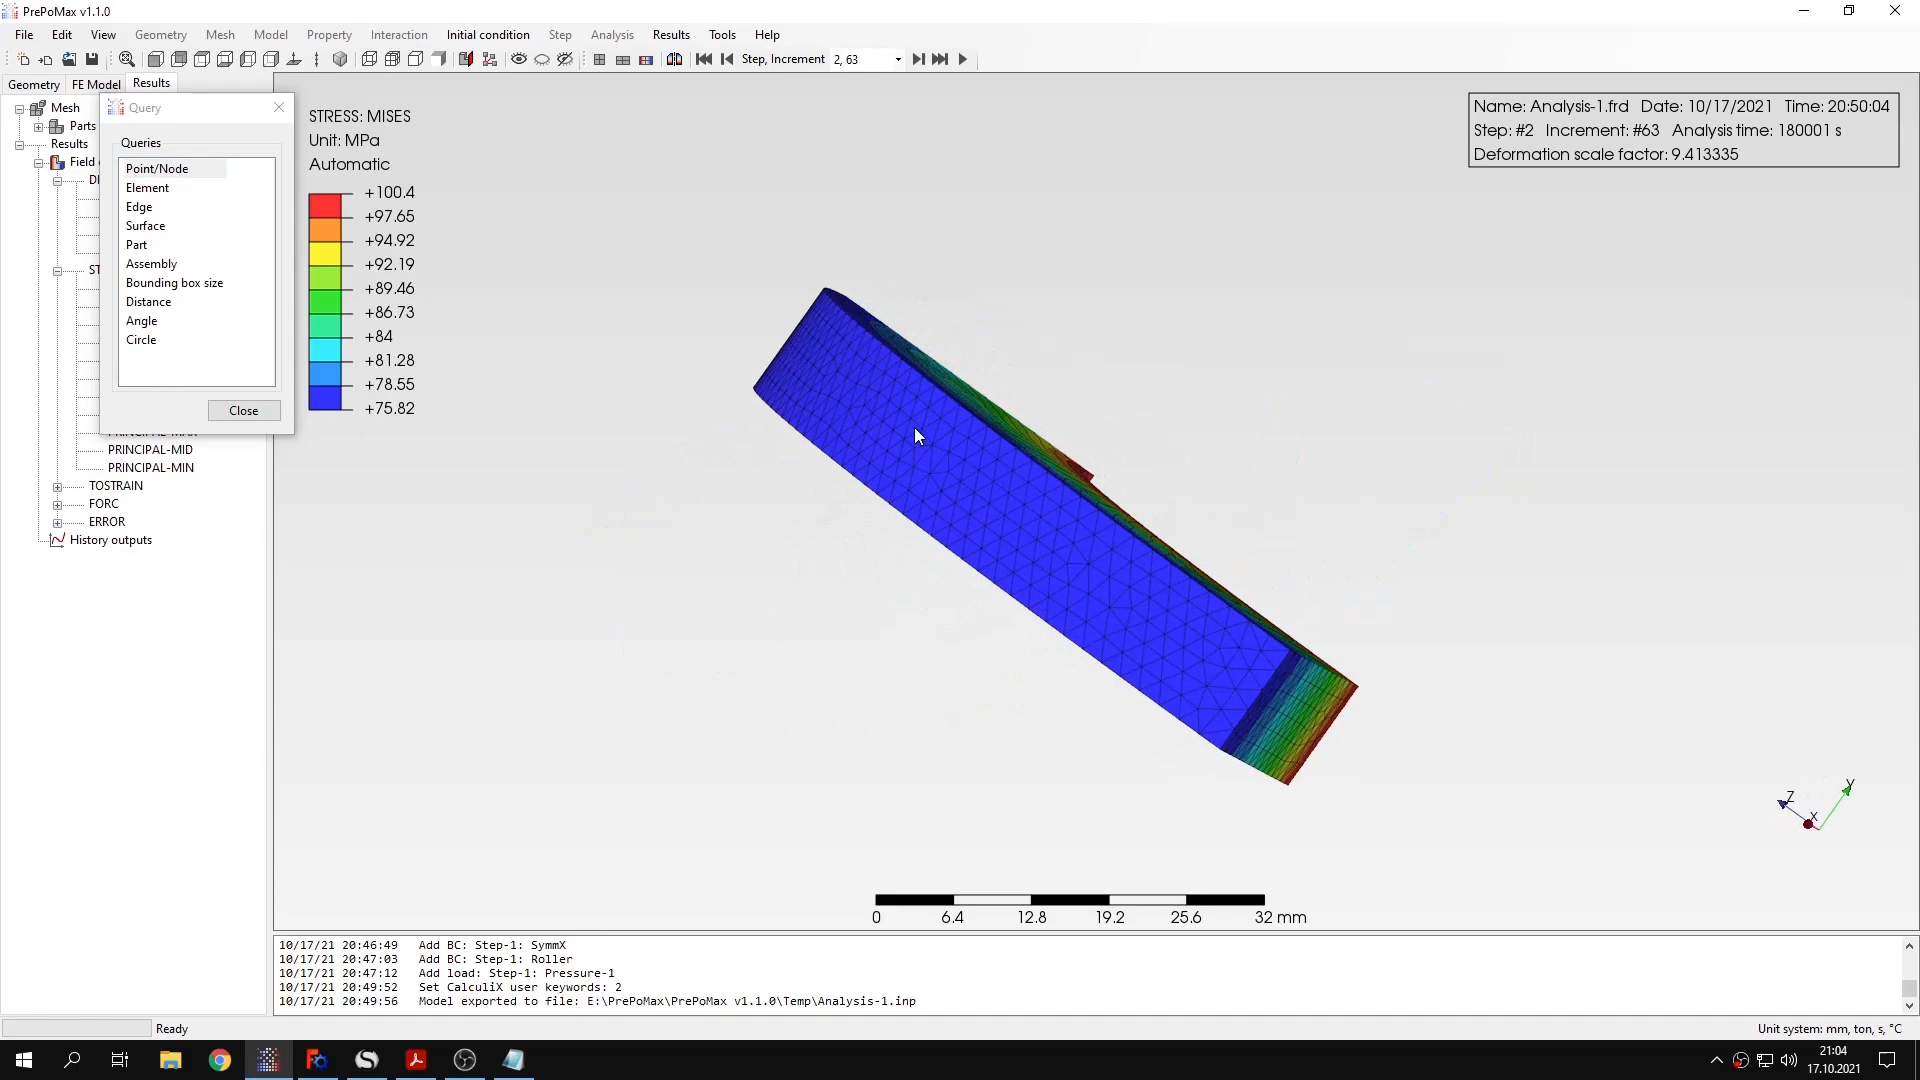 PrePoMax v1.1.0
File Edit View Geometry Mesh Model Property Interaction Initial condition Step Analysis Results Tools Help
Step, Increment 2, 63
Geometry FE Model Results
Mesh
Parts
Results
Field
DI
ST
PRINCIPAL-MAX
PRINCIPAL-MID
PRINCIPAL-MIN
TOSTRAIN
FORC
ERROR
History outputs
Query
Queries
Point/Node
Element
Edge
Surface
Part
Assembly
Bounding box size
Distance
Angle
Circle
Close
STRESS: MISES
Unit: MPa
Automatic
+100.4
+97.65
+94.92
+92.19
+89.46
+86.73
+84
+81.28
+78.55
+75.82
Name: Analysis-1.frd Date: 10/17/2021 Time: 20:50:04
Step: #2 Increment: #63 Analysis time: 180001 s
Deformation scale factor: 9.413335
Y
Z
X
0 6.4 12.8 19.2 25.6 32 mm
10/17/21 20:46:49 Add BC: Step-1: SymmX
10/17/21 20:47:03 Add BC: Step-1: Roller
10/17/21 20:47:12 Add load: Step-1: Pressure-1
10/17/21 20:49:52 Set CalculiX user keywords: 2
10/17/21 20:49:56 Model exported to file: E:\PrePoMax\PrePoMax v1.1.0\Temp\Analysis-1.inp
Ready
Unit system: mm, ton, s, °C
21:04
17.10.2021